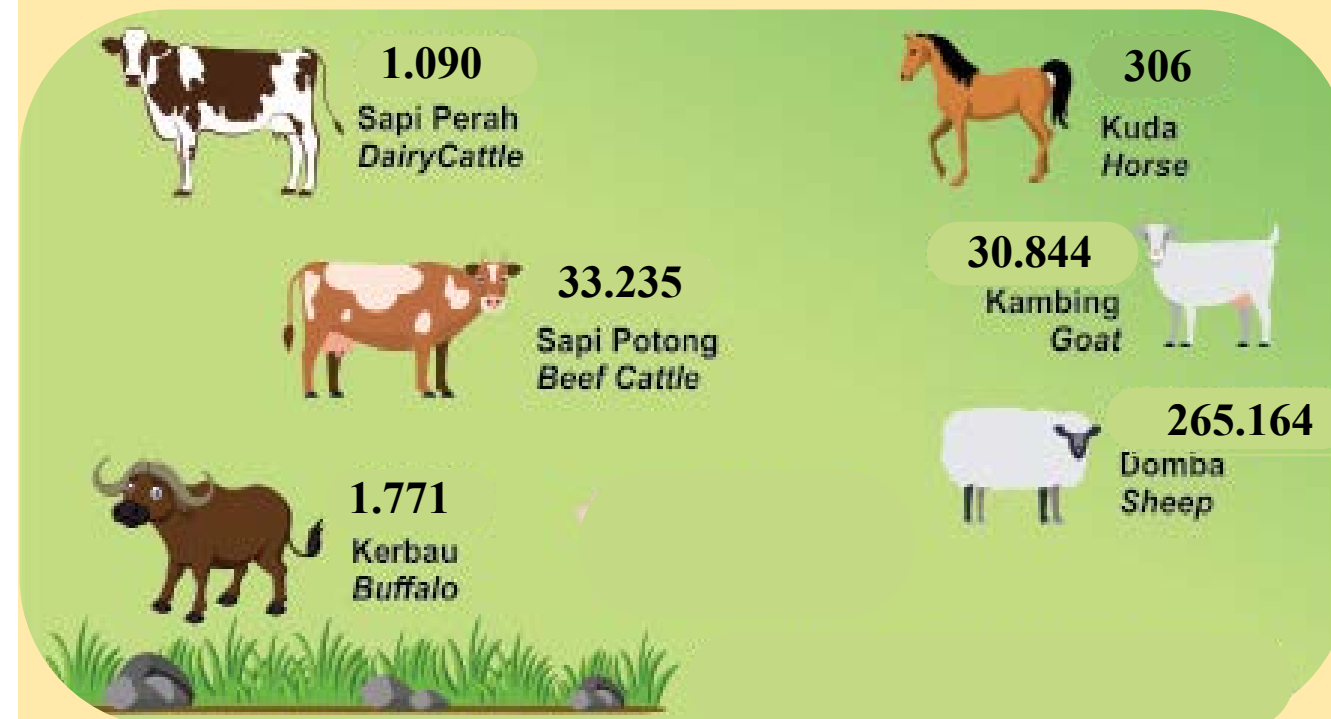 1.090
Sapi Perah
DairyCattle
306
Kuda
Horse
33.235
Sapi Potong
Beef Cattle
30.844
Kambing
Goat
265.164
Domba
Sheep
1.771
Kerbau
Buffalo